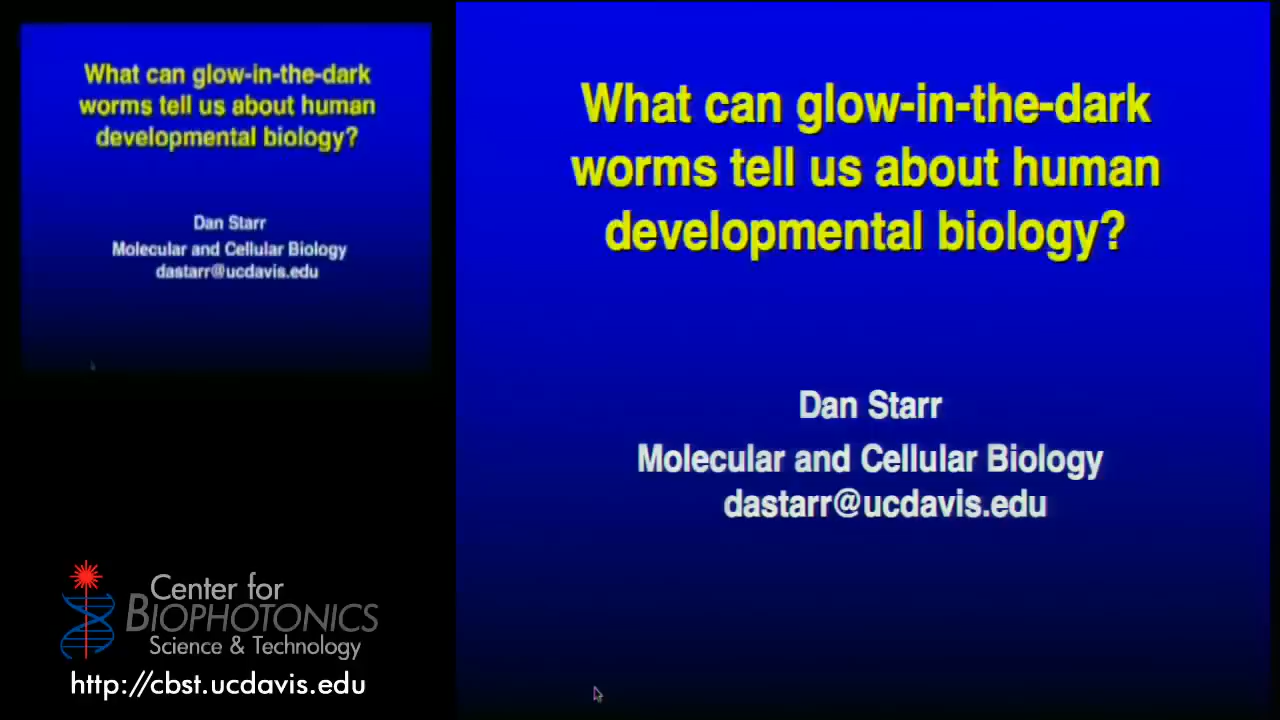 What can glow-in-the-dark
worms tell us about human
developmental biology?
Dan Starr
Molecular and Cellular Biology
dastarr@ucdavis.edu
Center for
BIOPHOTONICS
Science & Technology
http://cbst.ucdavis.edu
What can glow-in-the-dark
worms tell us about human
developmental biology?
Dan Starr
Molecular and Cellular Biology
dastarr@ucdavis.edu